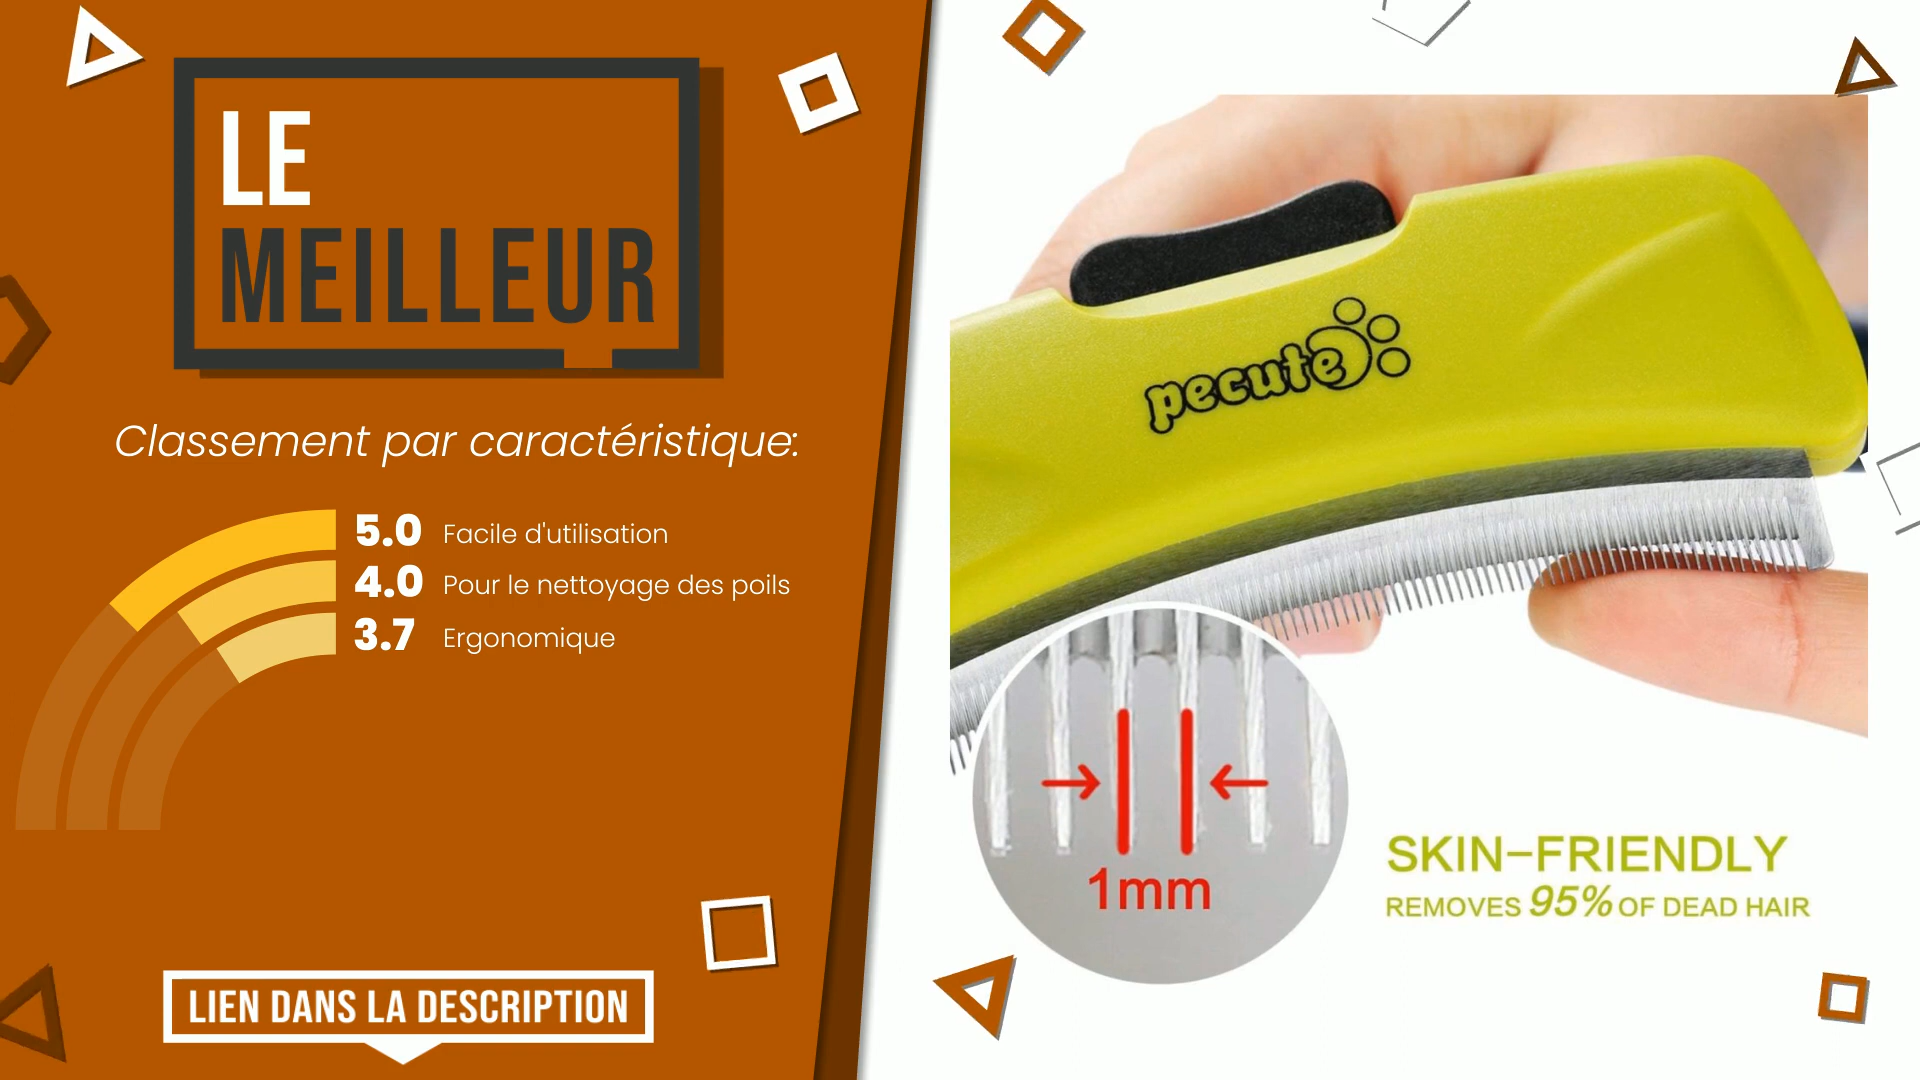 LE
MEILLEUR
Classement par caractéristique:
5.0 Facile d'utilisation
4.0 Pour le nettoyage des poils
3.7 Ergonomique
LIEN DANS LA DESCRIPTION
pecute
1mm
SKIN-FRIENDLY
REMOVES 95% OF DEAD HAIR